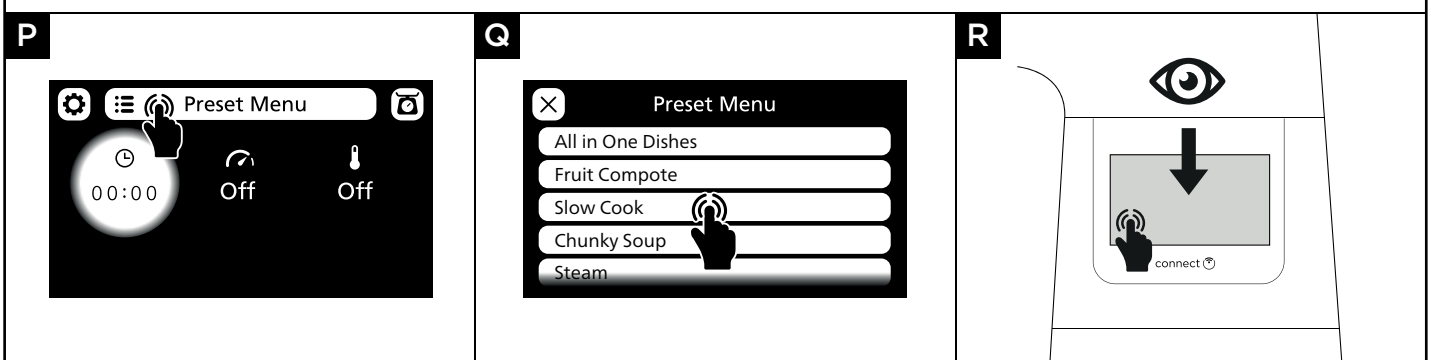 P
Preset Menu
00:00
Off
Off
Q
Preset Menu
All in One Dishes
Fruit Compote
Slow Cook
Chunky Soup
Steam
R
connect